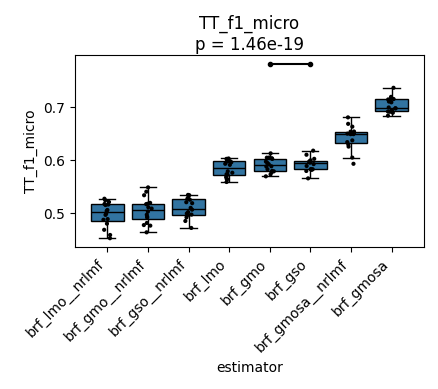 TT_f1_micro
p = 1.46e-19
TT_f1_micro
0.7
0.6
0.5
brf_lmo__nrlmf
brf_gmo__nrlmf
brf_gso__nrlmf
brf_lmo
brf_gmo
brf_gso
brf_gmosa__nrlmf
brf_gmosa
estimator